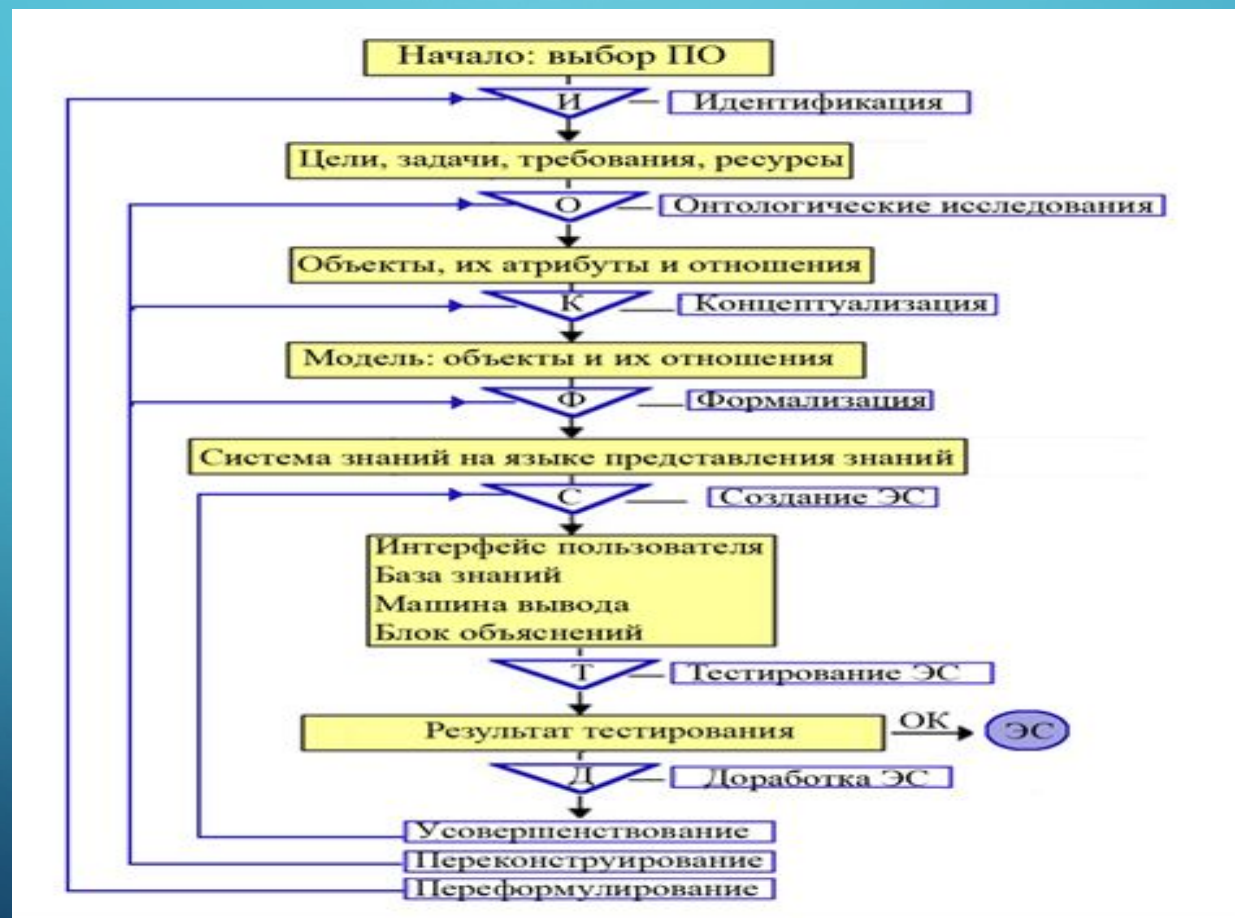 Начало: выбор ПО
И
Идентификация
Цели, задачи, требования, ресурсы
О
Онтологические исследования
Объекты, их атрибуты и отношения
К
Концептуализация
Модель: объекты и их отношения
Ф
Формализация
Система знаний на языке представления знаний
С
Создание ЭС
Интерфейс пользователя
База знаний
Машина вывода
Блок объяснений
Т
Тестирование ЭС
Результат тестирования
ОК
ЭС
Д
Доработка ЭС
Усовершенствование
Переконструирование
Переформулирование